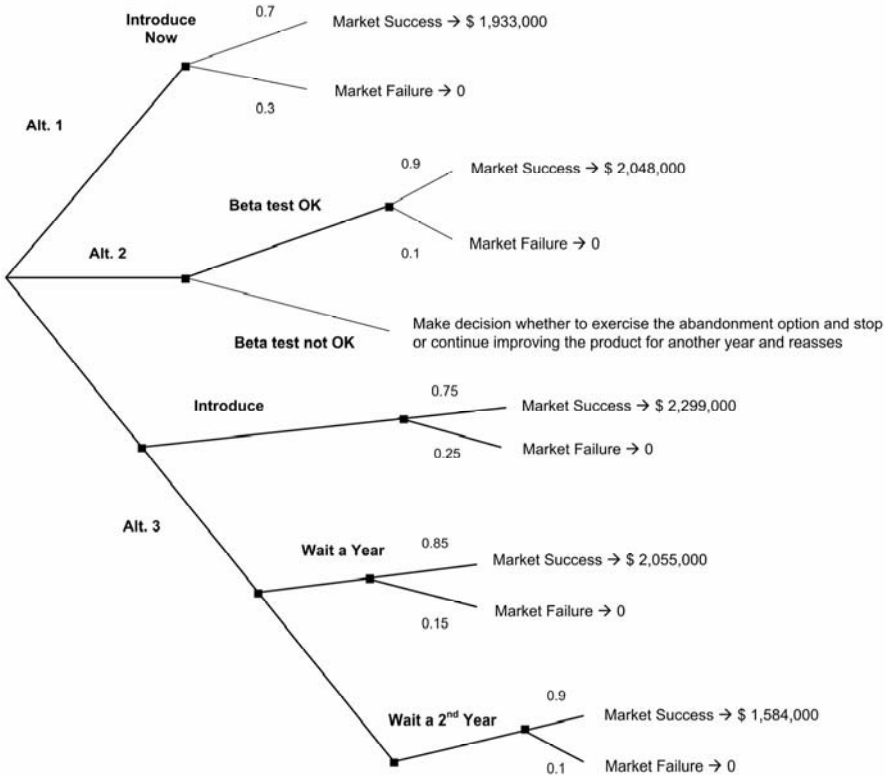 Introduce
Now
0.7
Market Success → $ 1,933,000
Market Failure → 0
0.3
Alt. 1
0.9
Market Success → $ 2,048,000
Beta test OK
Market Failure → 0
0.1
Alt. 2
Make decision whether to exercise the abandonment option and stop
or continue improving the product for another year and reasses
Beta test not OK
0.75
Introduce
Market Success → $ 2,299,000
Market Failure → 0
0.25
Alt. 3
0.85
Wait a Year
Market Success → $ 2,055,000
Market Failure → 0
0.15
0.9
Wait a 2nd Year
Market Success → $ 1,584,000
Market Failure → 0
0.1